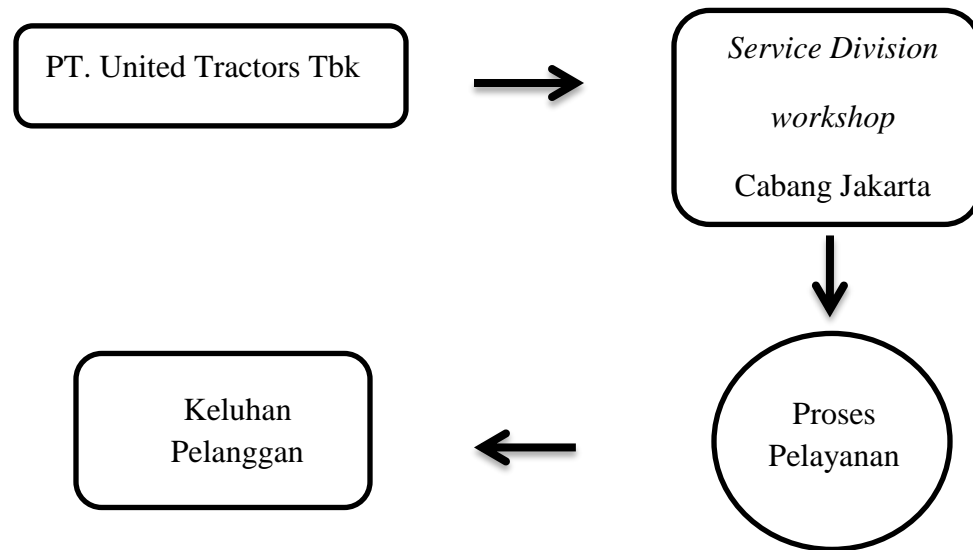 PT. United Tractors Tbk
Service Division
workshop
Cabang Jakarta
Proses
Pelayanan
Keluhan
Pelanggan